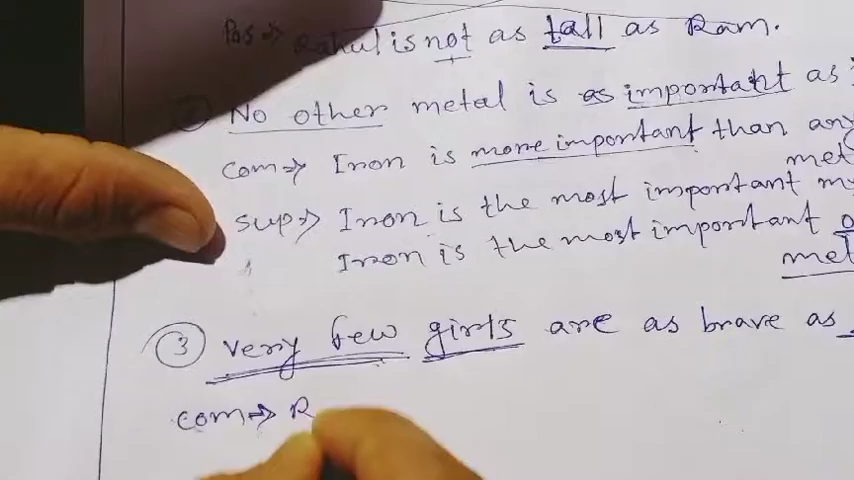 Pos⇒ Rahul is not as tall as Ram.
No other metal is as important as
com⇒ Iron is more important than any
met
sup⇒ Iron is the most important m
Iron is the most important o
met
③ very few girls are as brave as
com⇒ R